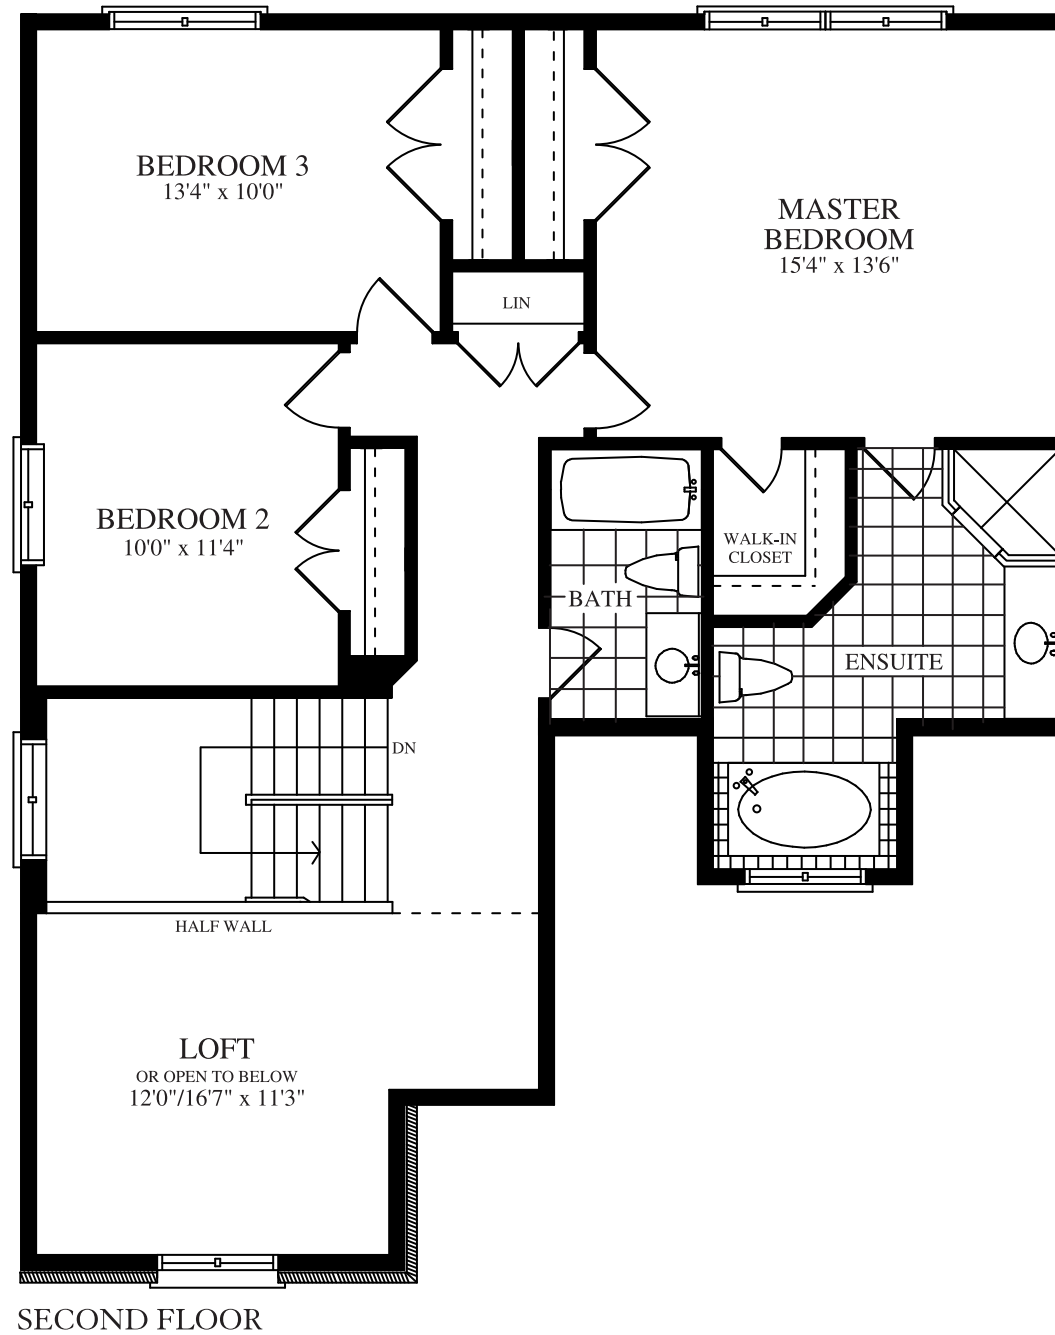 BEDROOM 3
13'4" x 10'0"
MASTER
BEDROOM
15'4" x 13'6"
LIN
BEDROOM 2
10'0" x 11'4"
WALK-IN
CLOSET
BATH
ENSUITE
DN
HALF WALL
LOFT
OR OPEN TO BELOW
12'0"/16'7" x 11'3"
SECOND FLOOR